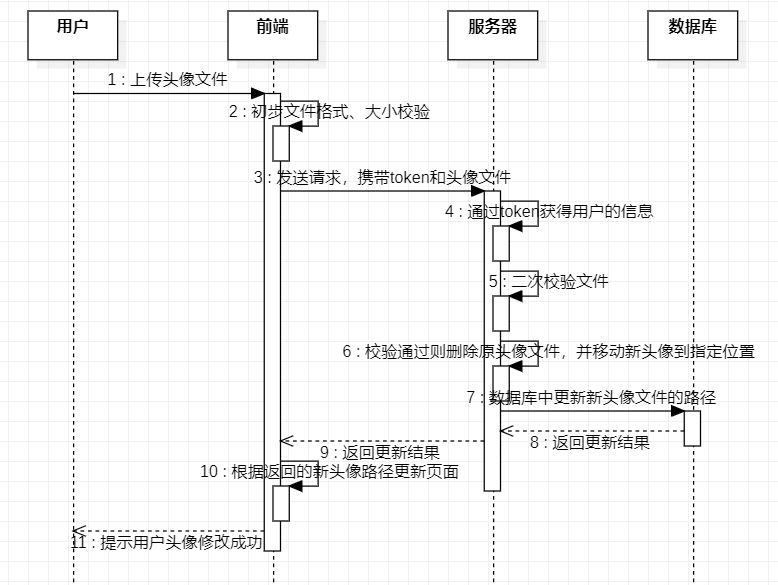 用户
前端
服务器
数据库
1 : 上传头像文件
2 : 初步文件格式、大小校验
3 : 发送请求，携带token和头像文件
4 : 通过token获得用户的信息
5 : 二次校验文件
6 : 校验通过则删除原头像文件，并移动新头像到指定位置
7 : 数据库中更新新头像文件的路径
8 : 返回更新结果
9 : 返回更新结果
10 : 根据返回的新头像路径更新页面
11 : 提示用户头像修改成功